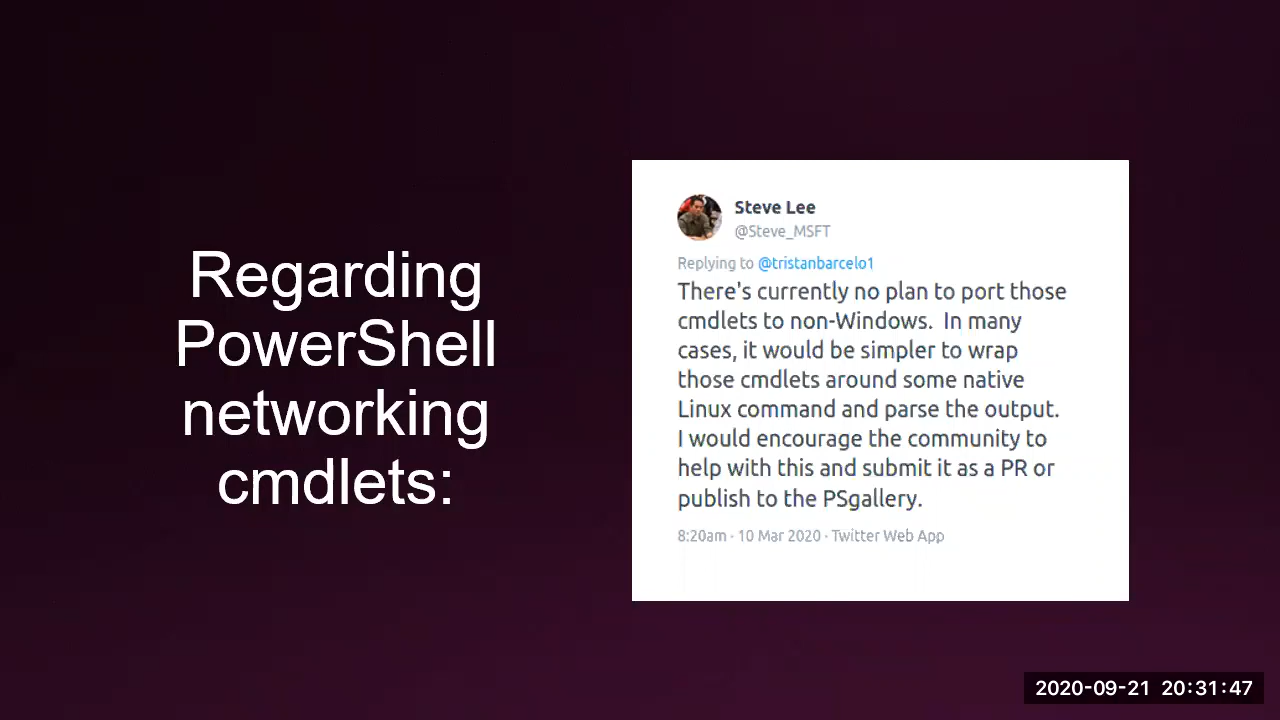 Regarding
PowerShell
networking
cmdlets:
Steve Lee
@Steve_MSFT
Replying to @tristanbarcelo1
There's currently no plan to port those
cmdlets to non-Windows.  In many
cases, it would be simpler to wrap
those cmdlets around some native
Linux command and parse the output.
I would encourage the community to
help with this and submit it as a PR or
publish to the PSgallery.
8:20am · 10 Mar 2020 · Twitter Web App
2020-09-21 20:31:47